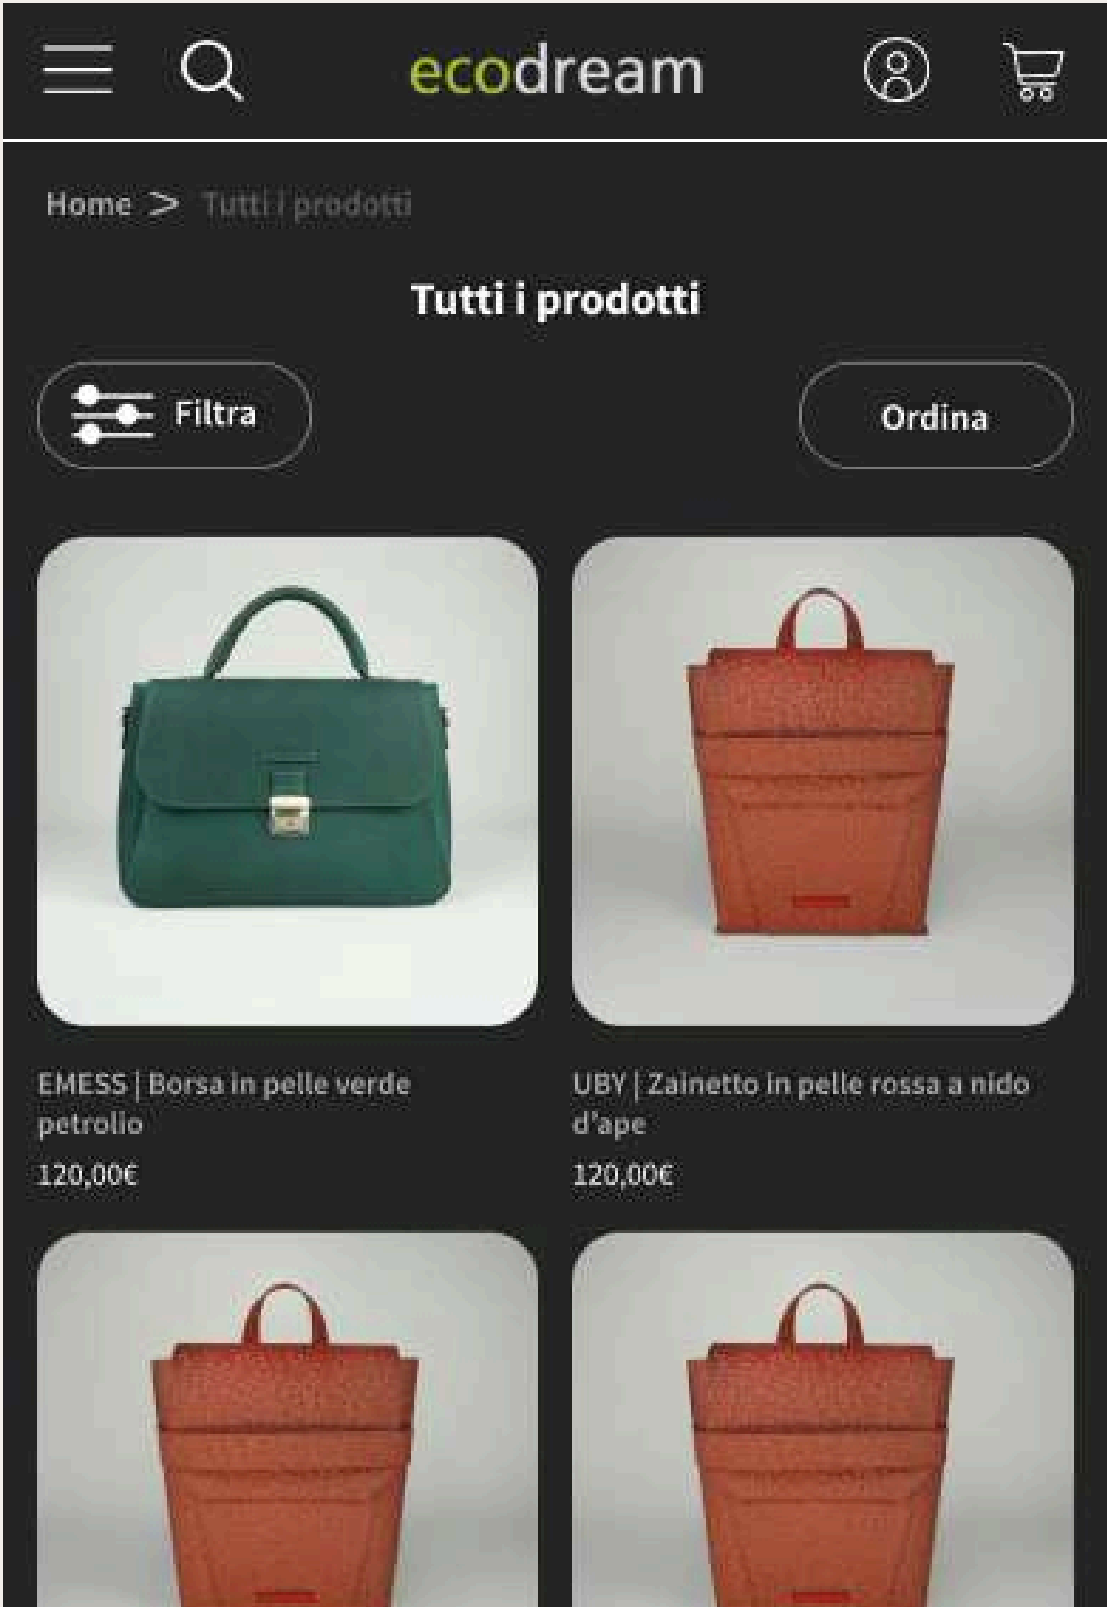 ecodream
Home > Tutti i prodotti
Tutti i prodotti
Filtra
Ordina
EMESS | Borsa in pelle verde
petrolio
120,00€
UBY | Zainetto in pelle rossa a nido
d'ape
120,00€